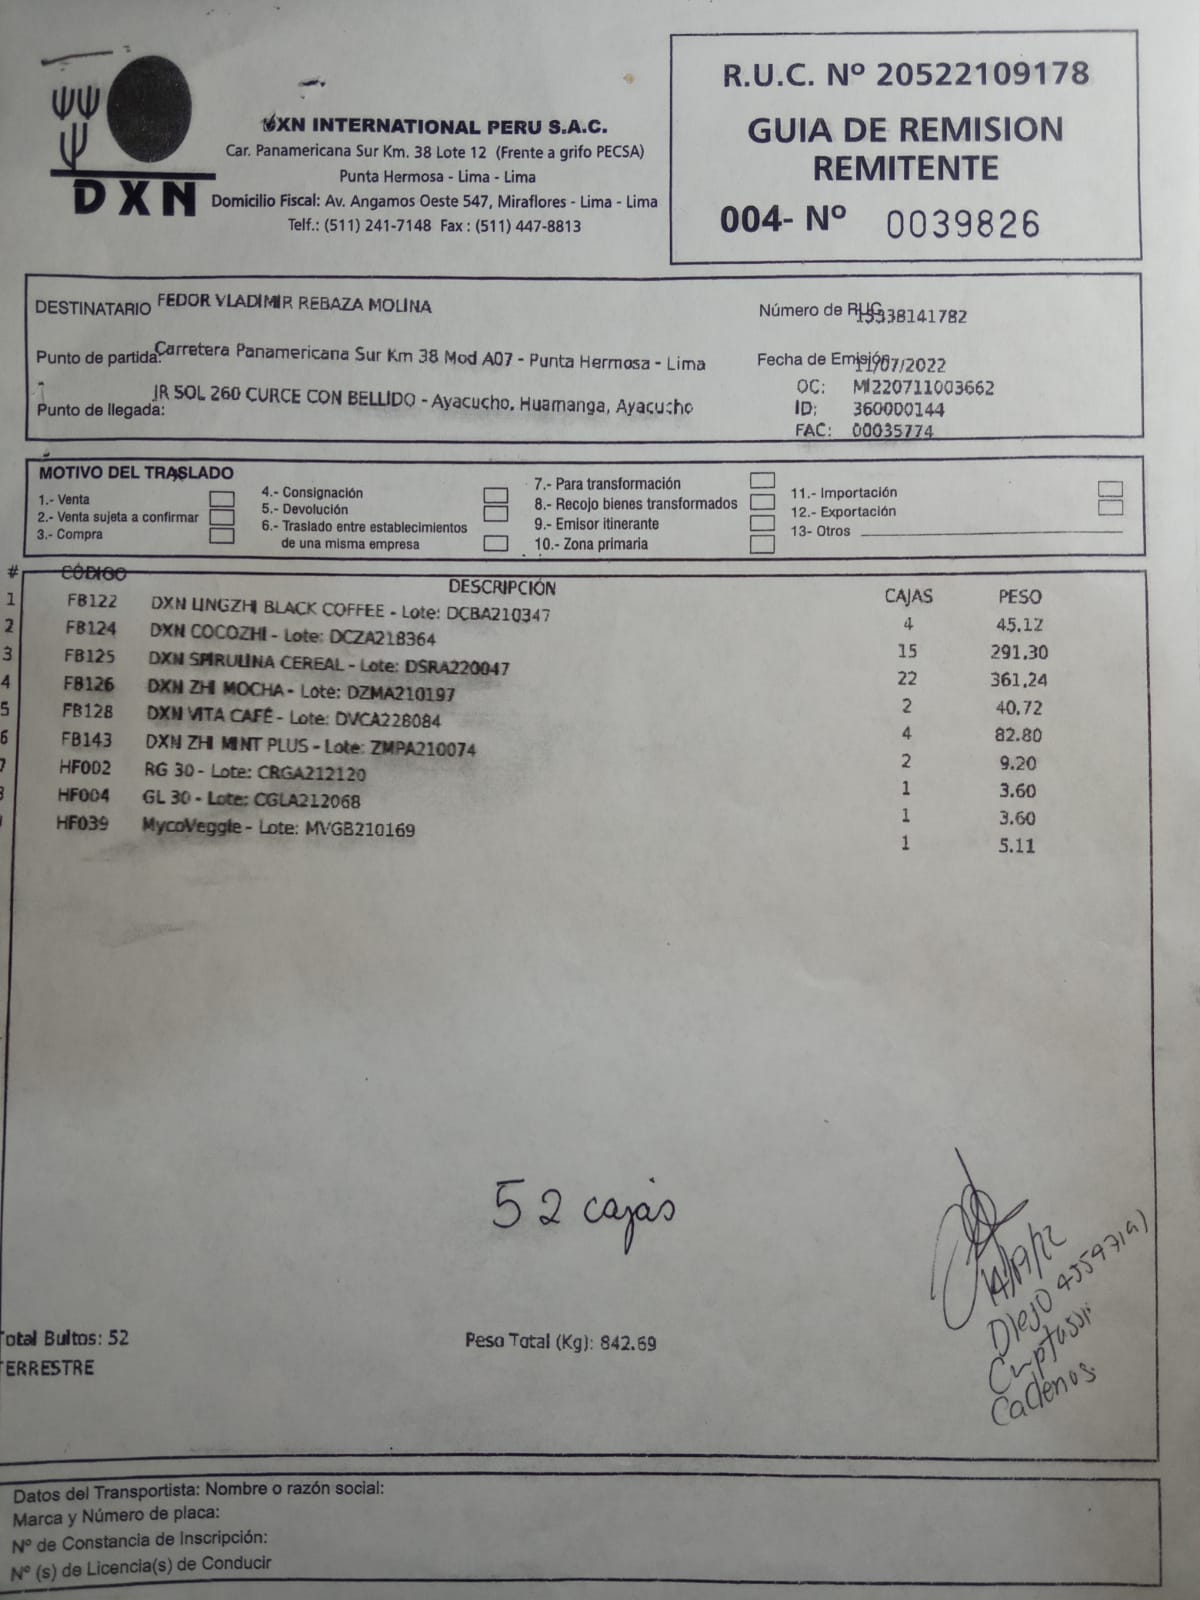 DXN
DXN INTERNATIONAL PERU S.A.C.
Car. Panamericana Sur Km. 38 Lote 12 (Frente a grifo PECSA)
Punta Hermosa - Lima - Lima
Domicilio Fiscal: Av. Angamos Oeste 547, Miraflores - Lima - Lima
Telf.: (511) 241-7148 Fax : (511) 447-8813
R.U.C. Nº 20522109178
GUIA DE REMISION
REMITENTE
004- Nº 0039826
DESTINATARIO FEDOR VLADIMIR REBAZA MOLINA
Número de RUC 15338141782
Punto de partida: Carretera Panamericana Sur Km 38 Mod A07 - Punta Hermosa - Lima
Fecha de Emisión 11/07/2022
Punto de llegada: JR SOL 260 CURCE CON BELLIDO - Ayacucho, Huamanga, Ayacucho
OC: MI220711003662
ID: 360000144
FAC: 00035774
MOTIVO DEL TRASLADO
1.- Venta
2.- Venta sujeta a confirmar
3.- Compra
4.- Consignación
5.- Devolución
6.- Traslado entre establecimientos
de una misma empresa
7.- Para transformación
8.- Recojo bienes transformados
9.- Emisor itinerante
10.- Zona primaria
11.- Importación
12.- Exportación
13- Otros
# CÓDIGO DESCRIPCIÓN CAJAS PESO
1 FB122 DXN LINGZHI BLACK COFFEE - Lote: DCBA210347 4 45.12
2 FB124 DXN COCOZHI - Lote: DCZA218364 15 291.30
3 FB125 DXN SPIRULINA CEREAL - Lote: DSRA220047 22 361.24
4 FB126 DXN ZHI MOCHA - Lote: DZMA210197 2 40.72
5 FB128 DXN VITA CAFÉ - Lote: DVCA228084 4 82.80
6 FB143 DXN ZHI MINT PLUS - Lote: ZMPA210074 2 9.20
7 HF002 RG 30 - Lote: CRGA212120 1 3.60
HF004 GL 30 - Lote: CGLA212068 1 3.60
HF039 MycoVeggie - Lote: MVGB210169 1 5.11
52 cajas
Diego
Cadenas
Total Bultos: 52
Peso Total (Kg): 842.69
TERRESTRE
Datos del Transportista: Nombre o razón social:
Marca y Número de placa:
Nº de Constancia de Inscripción:
Nº (s) de Licencia(s) de Conducir